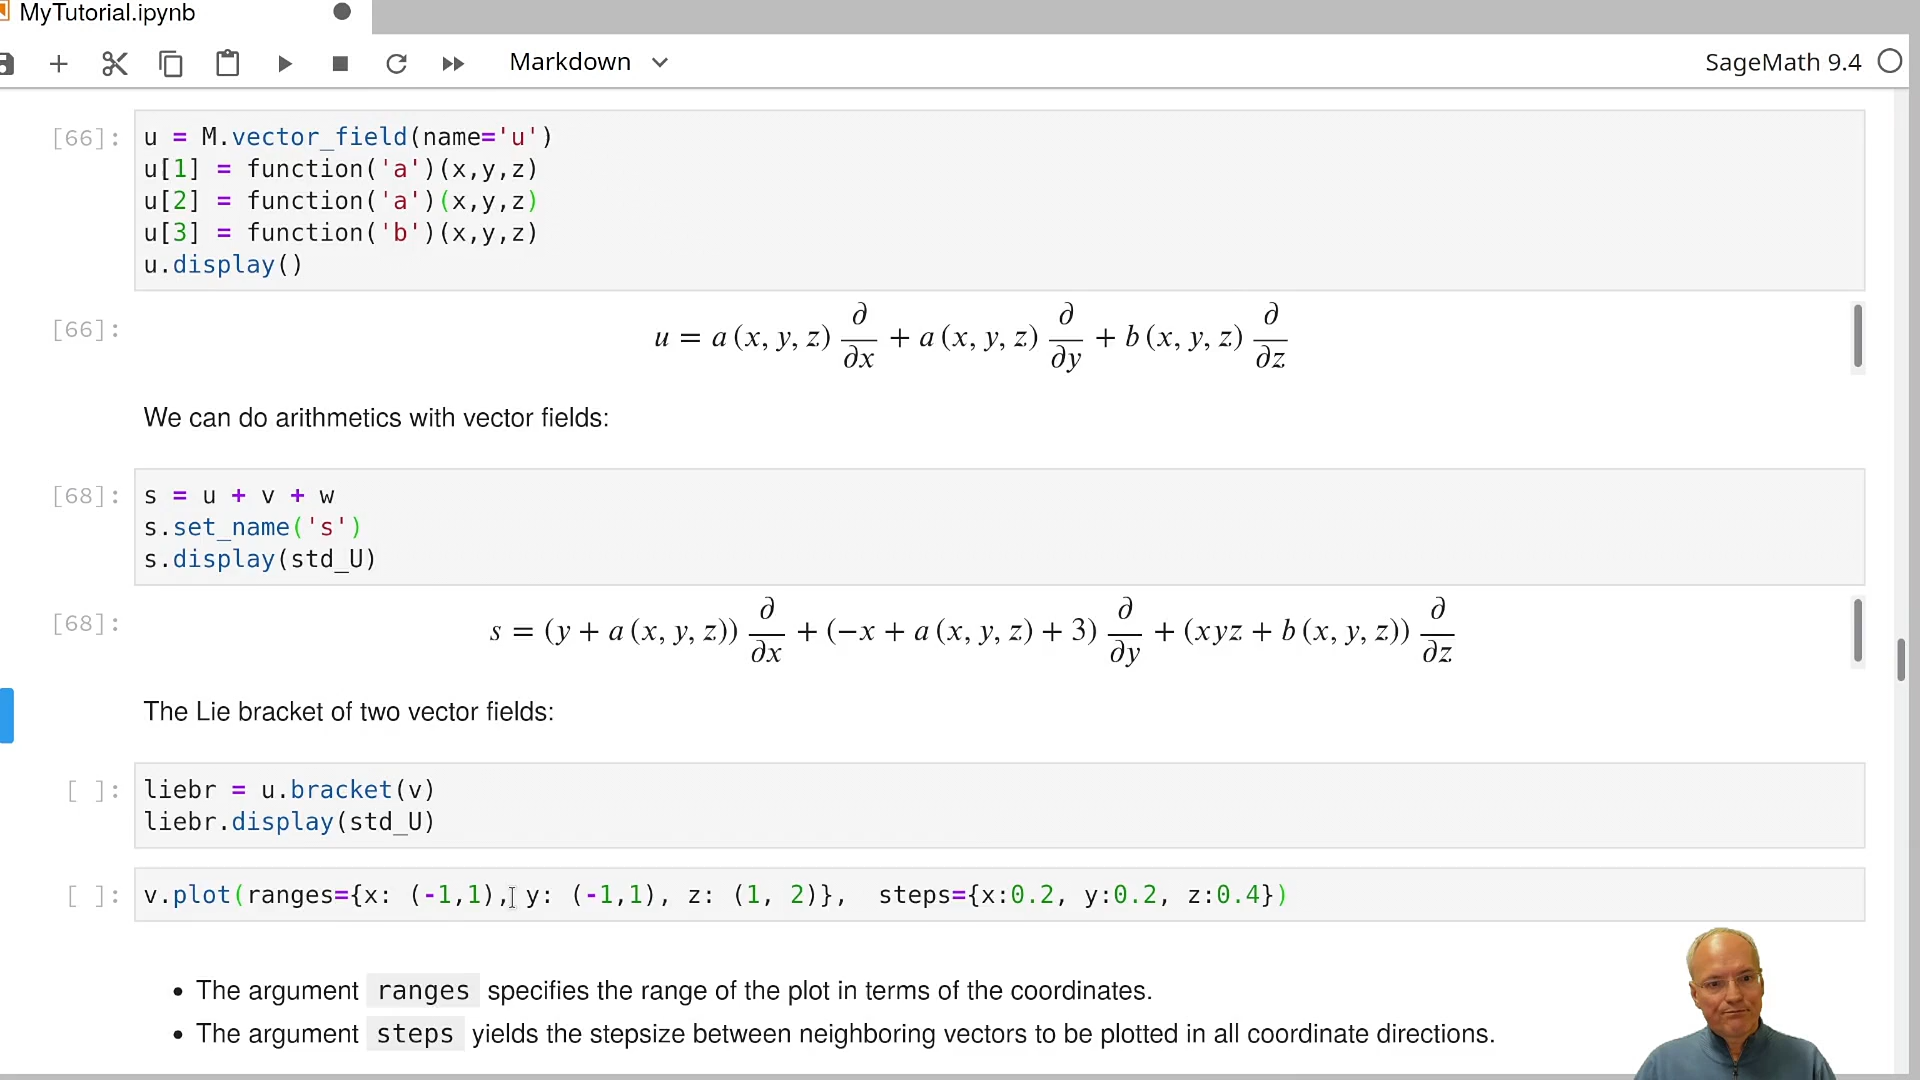 MyTutorial.ipynb
Markdown
SageMath 9.4
[66]: u = M.vector_field(name='u')
u[1] = function('a')(x,y,z)
u[2] = function('a')(x,y,z)
u[3] = function('b')(x,y,z)
u.display()
[66]: u = a (x, y, z) ∂/∂x + a (x, y, z) ∂/∂y + b (x, y, z) ∂/∂z
We can do arithmetics with vector fields:
[68]: s = u + v + w
s.set_name('s')
s.display(std_U)
[68]: s = (y + a (x, y, z)) ∂/∂x + (−x + a (x, y, z) + 3) ∂/∂y + (xyz + b (x, y, z)) ∂/∂z
The Lie bracket of two vector fields:
[ ]: liebr = u.bracket(v)
liebr.display(std_U)
[ ]: v.plot(ranges={x: (-1,1), y: (-1,1), z: (1, 2)},  steps={x:0.2, y:0.2, z:0.4})
• The argument ranges specifies the range of the plot in terms of the coordinates.
• The argument steps yields the stepsize between neighboring vectors to be plotted in all coordinate directions.